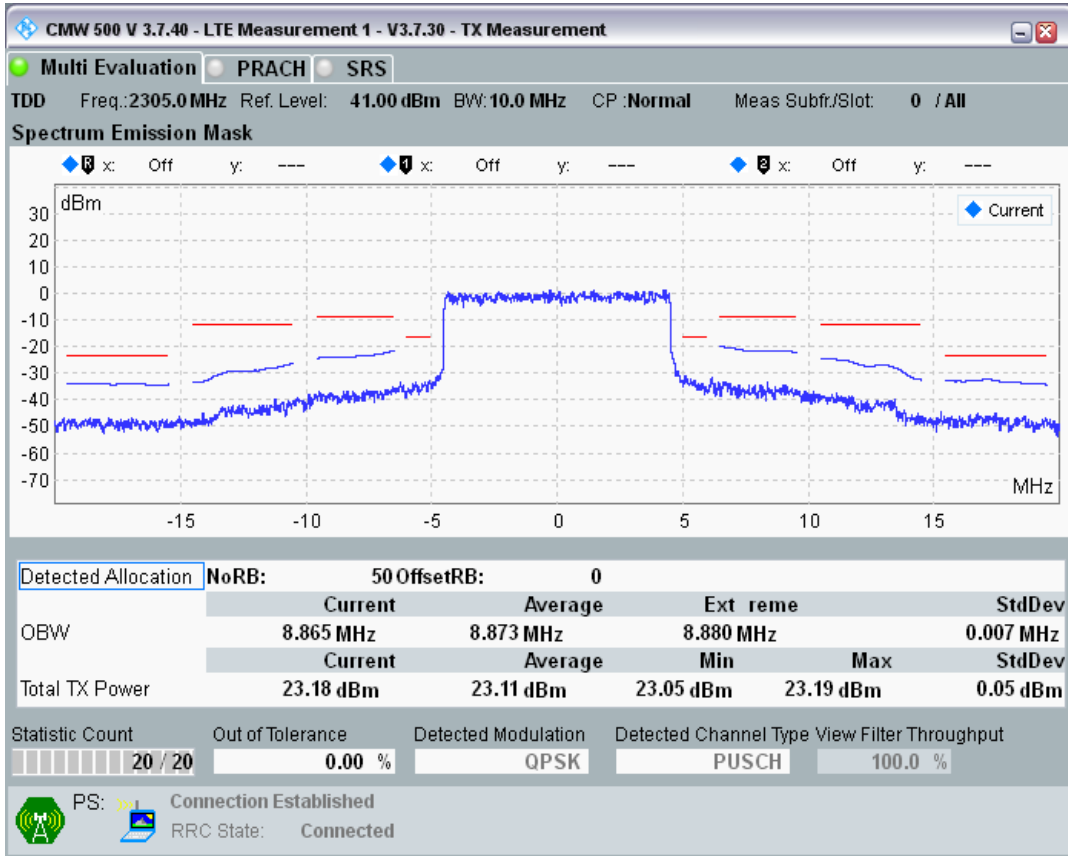 CMW 500 V 3.7.40 - LTE Measurement 1 - V3.7.30 - TX Measurement
Multi Evaluation PRACH SRS
TDD Freq.:2305.0 MHz Ref. Level: 41.00 dBm BW: 10.0 MHz CP :Normal Meas Subfr./Slot: 0 / All
Spectrum Emission Mask
R x: Off y: --- 1 x: Off y: --- 2 x: Off y: ---
dBm
Current
30
20
10
0
-10
-20
-30
-40
-50
-60
-70
MHz
-15 -10 -5 0 5 10 15
Detected Allocation NoRB: 50 OffsetRB: 0
Current Average Ext reme StdDev
OBW 8.865 MHz 8.873 MHz 8.880 MHz 0.007 MHz
Current Average Min Max StdDev
Total TX Power 23.18 dBm 23.11 dBm 23.05 dBm 23.19 dBm 0.05 dBm
Statistic Count Out of Tolerance Detected Modulation Detected Channel Type View Filter Throughput
20 / 20 0.00 % QPSK PUSCH 100.0 %
PS: Connection Established
RRC State: Connected